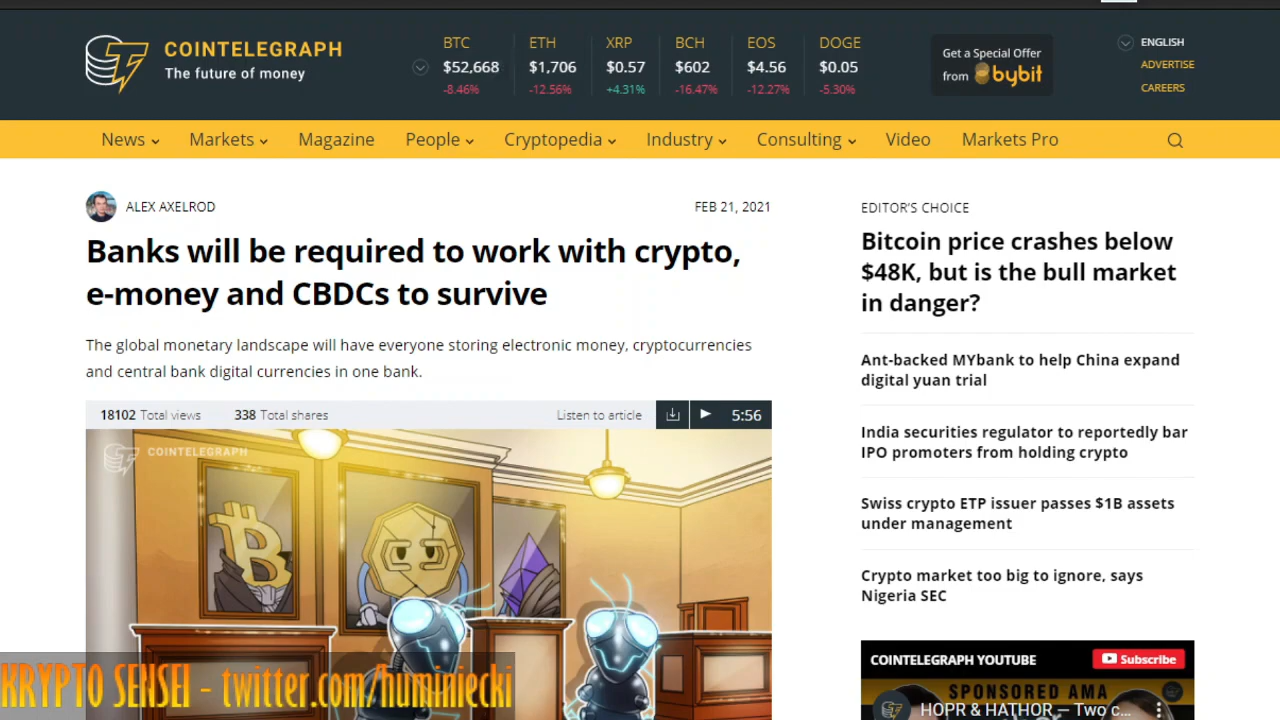 COINTELEGRAPH
The future of money
BTC
$52,668
-8.46%
ETH
$1,706
-12.56%
XRP
$0.57
+4.31%
BCH
$602
-16.47%
EOS
$4.56
-12.27%
DOGE
$0.05
-5.30%
Get a Special Offer
from bybit
ENGLISH
ADVERTISE
CAREERS
News Markets Magazine People Cryptopedia Industry Consulting Video Markets Pro
ALEX AXELROD
FEB 21, 2021
Banks will be required to work with crypto,
e-money and CBDCs to survive
The global monetary landscape will have everyone storing electronic money, cryptocurrencies
and central bank digital currencies in one bank.
18102 Total views 338 Total shares Listen to article 5:56
COINTELEGRAPH
KRYPTO SENSEI - twitter.com/huminiecki
EDITOR'S CHOICE
Bitcoin price crashes below
$48K, but is the bull market
in danger?
Ant-backed MYbank to help China expand
digital yuan trial
India securities regulator to reportedly bar
IPO promoters from holding crypto
Swiss crypto ETP issuer passes $1B assets
under management
Crypto market too big to ignore, says
Nigeria SEC
COINTELEGRAPH YOUTUBE Subscribe
SPONSORED AMA
HOPR & HATHOR — Two c...